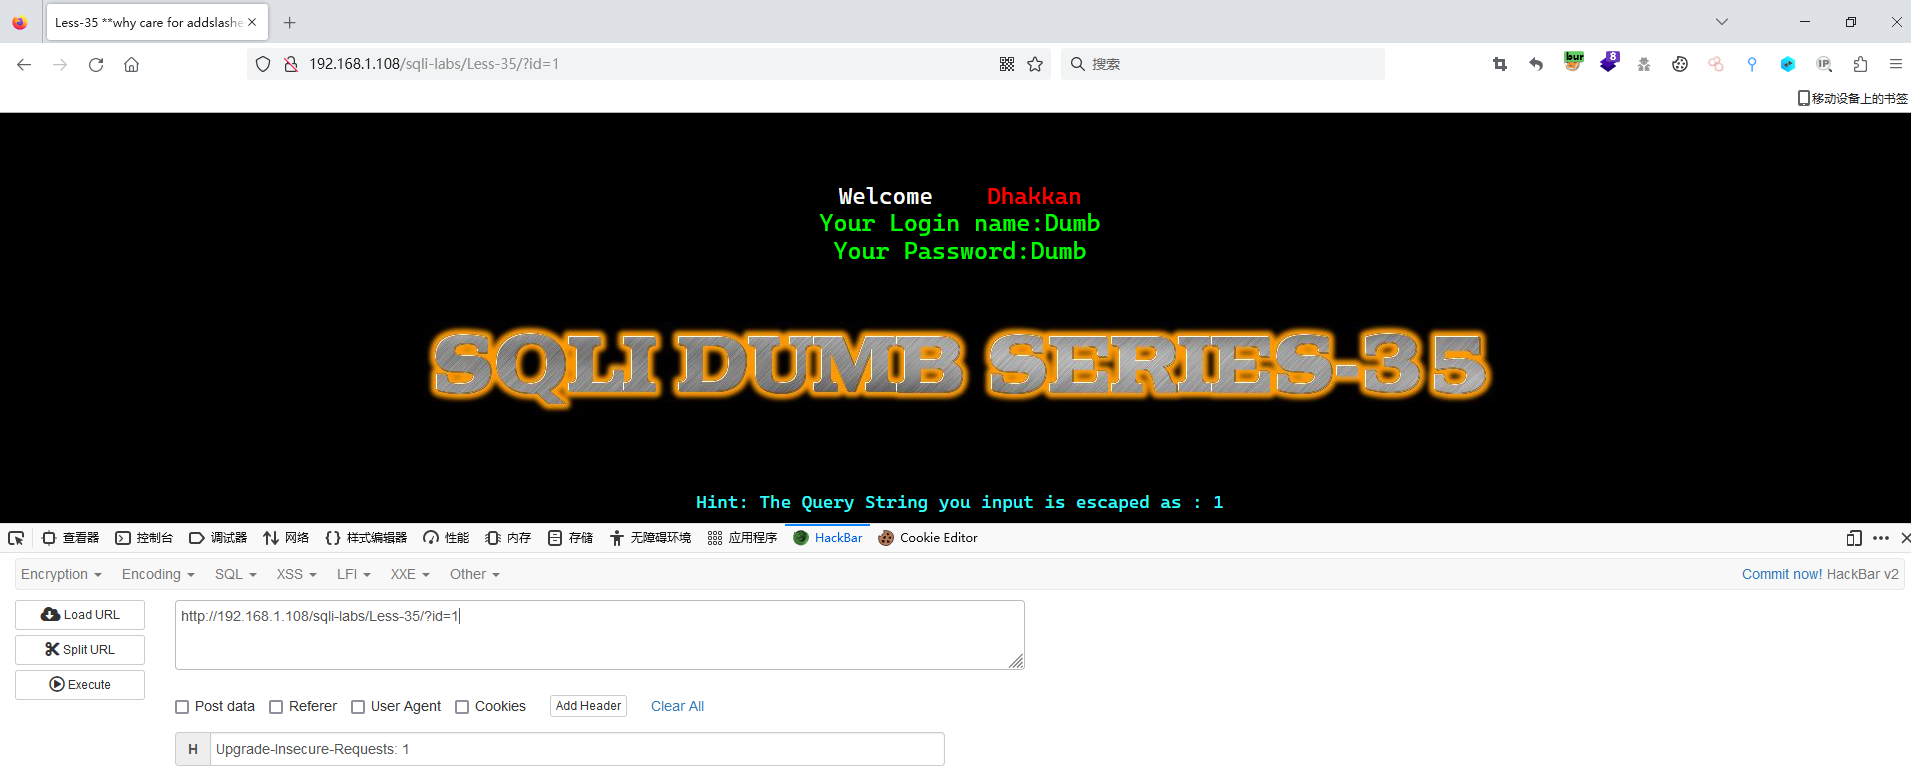 Less-35 **why care for addslashe
192.168.1.108/sqli-labs/Less-35/?id=1
搜索
bur
8
IP
移动设备上的书签
Welcome Dhakkan
Your Login name:Dumb
Your Password:Dumb
SQLI DUMB SERIES-35
Hint: The Query String you input is escaped as : 1
查看器 控制台 调试器 网络 样式编辑器 性能 内存 存储 无障碍环境 应用程序 HackBar Cookie Editor
Encryption Encoding SQL XSS LFI XXE Other Commit now! HackBar v2
Load URL
http://192.168.1.108/sqli-labs/Less-35/?id=1
Split URL
Execute
Post data Referer User Agent Cookies Add Header Clear All
H Upgrade-Insecure-Requests: 1